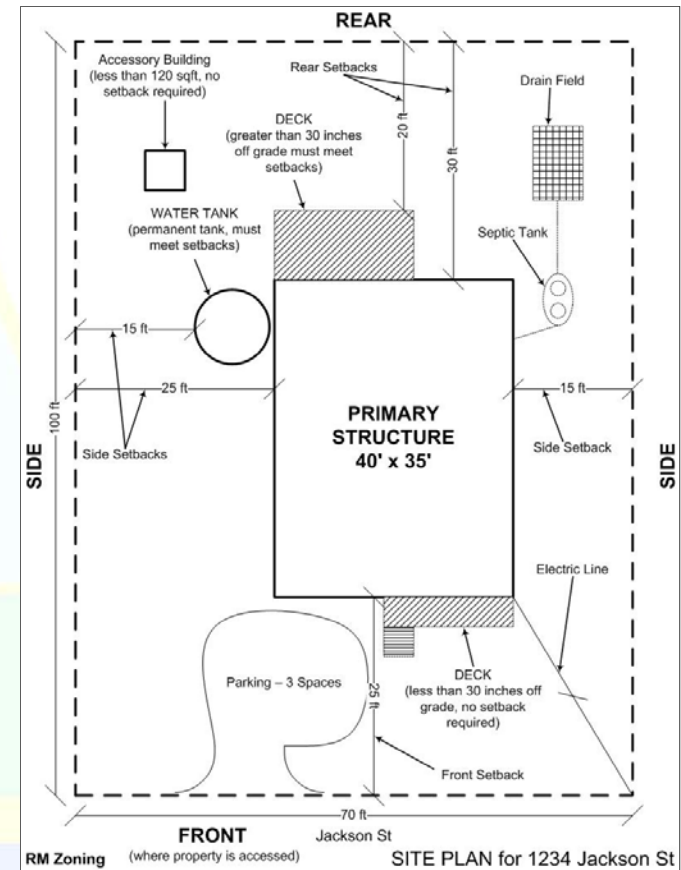 REAR
Accessory Building
(less than 120 sqft, no
setback required)
Rear Setbacks
Drain Field
DECK
(greater than 30 inches
off grade must meet
setbacks)
20 ft
30 ft
WATER TANK
(permanent tank, must
meet setbacks)
Septic Tank
15 ft
25 ft
15 ft
100 ft
PRIMARY
STRUCTURE
40' x 35'
SIDE
Side Setbacks
Side Setback
SIDE
Electric Line
Parking – 3 Spaces
25 ft
DECK
(less than 30 inches off
grade, no setback
required)
Front Setback
70 ft
FRONT
Jackson St
(where property is accessed)
RM Zoning
SITE PLAN for 1234 Jackson St